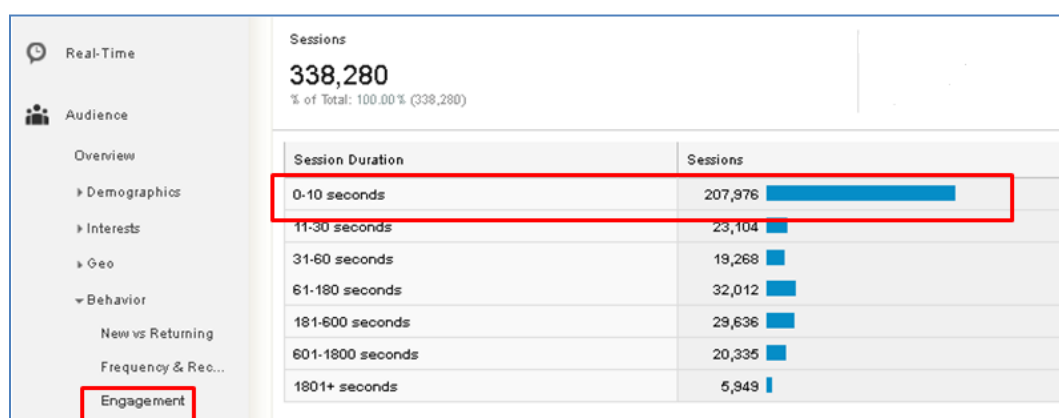 Real-Time
Audience
Overview
Demographics
Interests
Geo
Behavior
New vs Returning
Frequency & Rec...
Engagement
Sessions
338,280
% of Total: 100.00% (338,280)
Session Duration Sessions
0-10 seconds 207,976
11-30 seconds 23,104
31-60 seconds 19,268
61-180 seconds 32,012
181-600 seconds 29,636
601-1800 seconds 20,335
1801+ seconds 5,949